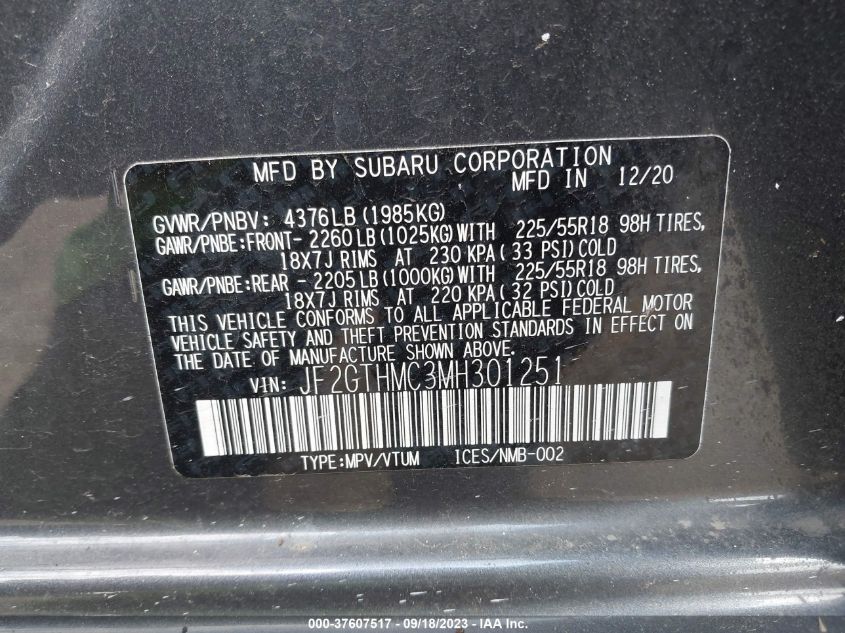 MFD BY SUBARU CORPORATION
MFD IN 12/20
GVWR/PNBV: 4376LB (1985KG)
GAWR/PNBE:FRONT- 2260LB (1025KG) WITH 225/55R18 98H TIRES,
18X7J RIMS AT 230 KPA (33 PSI) COLD
GAWR/PNBE:REAR - 2205LB (1000KG) WITH 225/55R18 98H TIRES,
18X7J RIMS AT 220 KPA (32 PSI) COLD
THIS VEHICLE CONFORMS TO ALL APPLICABLE FEDERAL MOTOR
VEHICLE SAFETY AND THEFT PREVENTION STANDARDS IN EFFECT ON
THE DATE OF MANUFACTURE SHOWN ABOVE.
VIN: JF2GTHMC3MH301251
TYPE:MPV/VTUM ICES/NMB-002
000-37607517 - 09/18/2023 - IAA Inc.